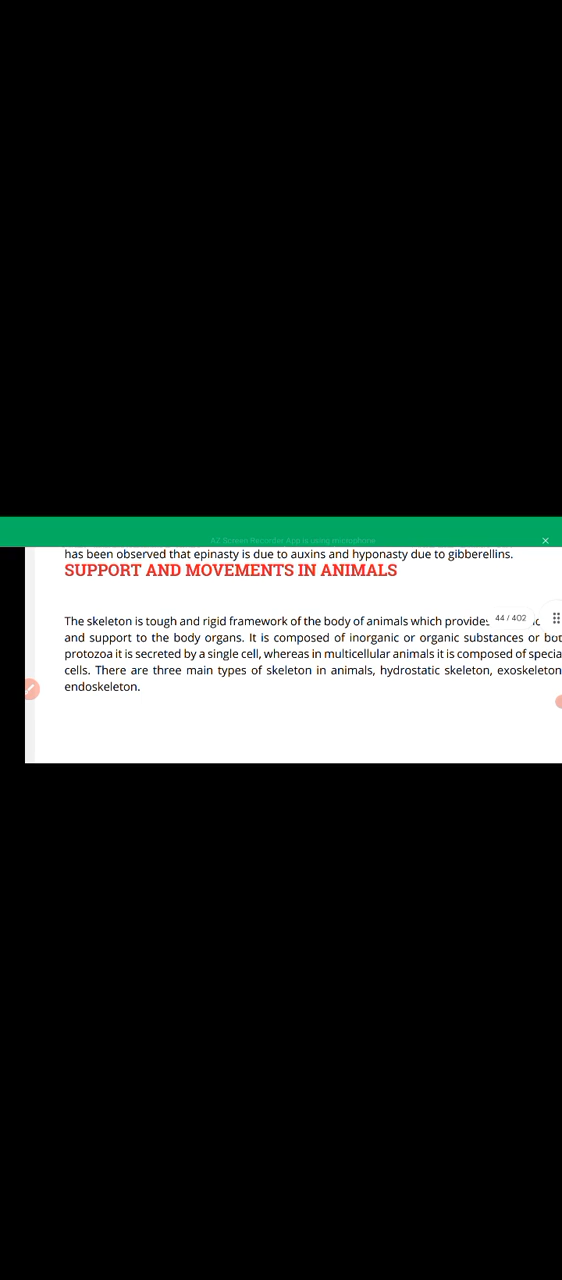 AZ Screen Recorder App is using microphone
has been observed that epinasty is due to auxins and hyponasty due to gibberellins.
SUPPORT AND MOVEMENTS IN ANIMALS
The skeleton is tough and rigid framework of the body of animals which provides
44 / 402
and support to the body organs. It is composed of inorganic or organic substances or
protozoa it is secreted by a single cell, whereas in multicellular animals it is composed of
cells. There are three main types of skeleton in animals, hydrostatic skeleton, exoskeleton
endoskeleton.